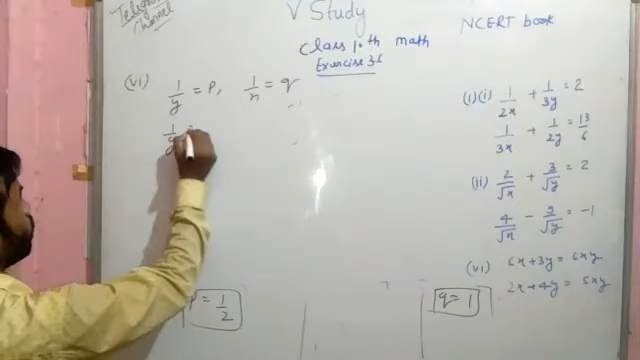 Telegram
Channel
V Study
Class 10th math
Exercise 3.6
NCERT book
(vi) 1/y = P, 1/x = q
1/y =
P = 1/2
q = 1
(1)(i) 1/2x + 1/3y = 2
1/3x + 1/2y = 13/6
(ii) 2/√x + 3/√y = 2
4/√x - 9/√y = -1
(vi) 6x+3y = 6xy
2x+4y = 5xy